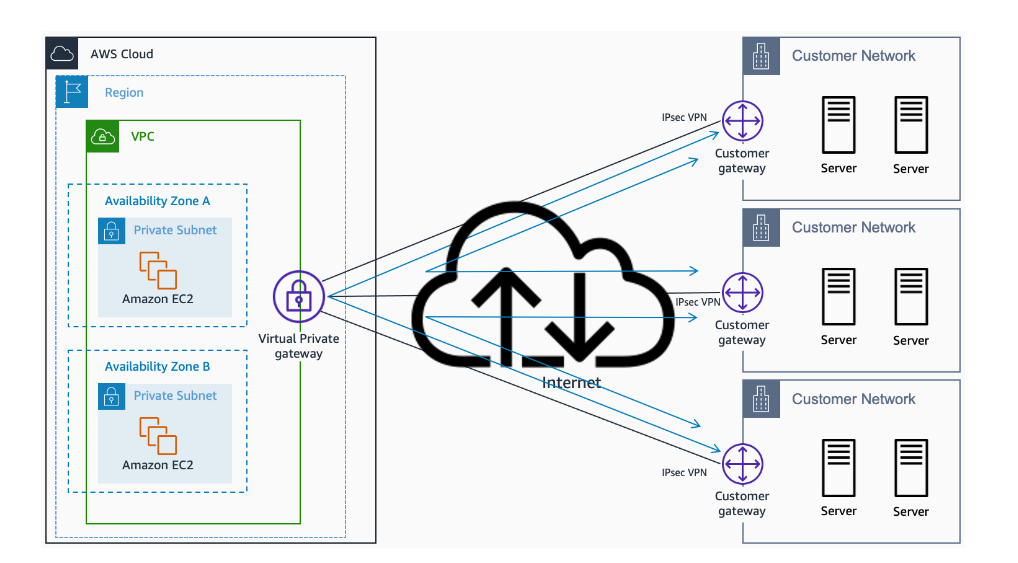 AWS Cloud
Region
VPC
Availability Zone A
Private Subnet
Amazon EC2
Availability Zone B
Private Subnet
Amazon EC2
Virtual Private
gateway
Internet
IPsec VPN
Customer
gateway
Customer Network
Server
Server
IPsec VPN
Customer
gateway
Customer Network
Server
Server
IPsec VPN
Customer
gateway
Customer Network
Server
Server